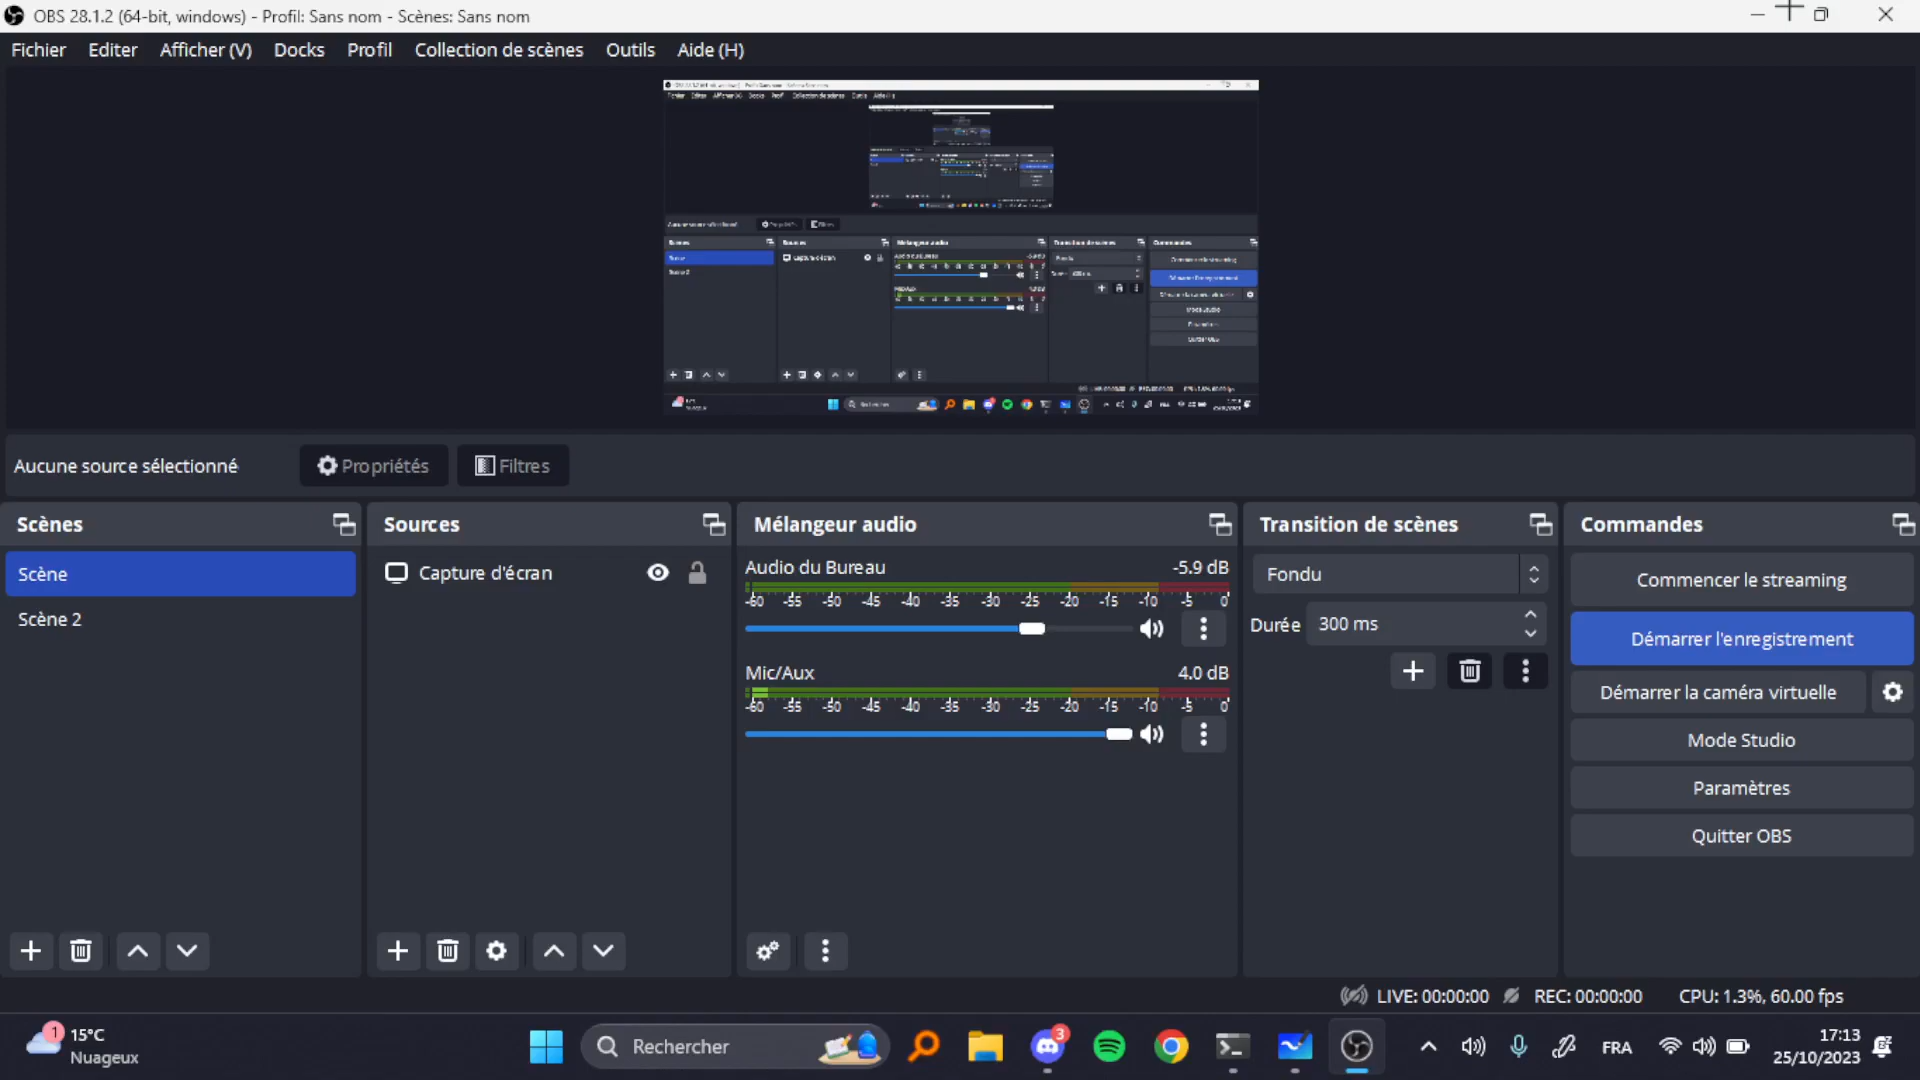 OBS 28.1.2 (64-bit, windows) - Profil: Sans nom - Scènes: Sans nom
Fichier Editer Afficher (V) Docks Profil Collection de scènes Outils Aide (H)
Aucune source sélectionné Propriétés Filtres
Scènes
Scène
Scène 2
Sources
Capture d'écran
Mélangeur audio
Audio du Bureau -5.9 dB
-60 -55 -50 -45 -40 -35 -30 -25 -20 -15 -10 -5 0
Mic/Aux 4.0 dB
-60 -55 -50 -45 -40 -35 -30 -25 -20 -15 -10 -5 0
Transition de scènes
Fondu
Durée 300 ms
Commandes
Commencer le streaming
Démarrer l'enregistrement
Démarrer la caméra virtuelle
Mode Studio
Paramètres
Quitter OBS
LIVE: 00:00:00 REC: 00:00:00 CPU: 1.3%, 60.00 fps
1 15°C
Nuageux
Rechercher
3
FRA
17:13
25/10/2023